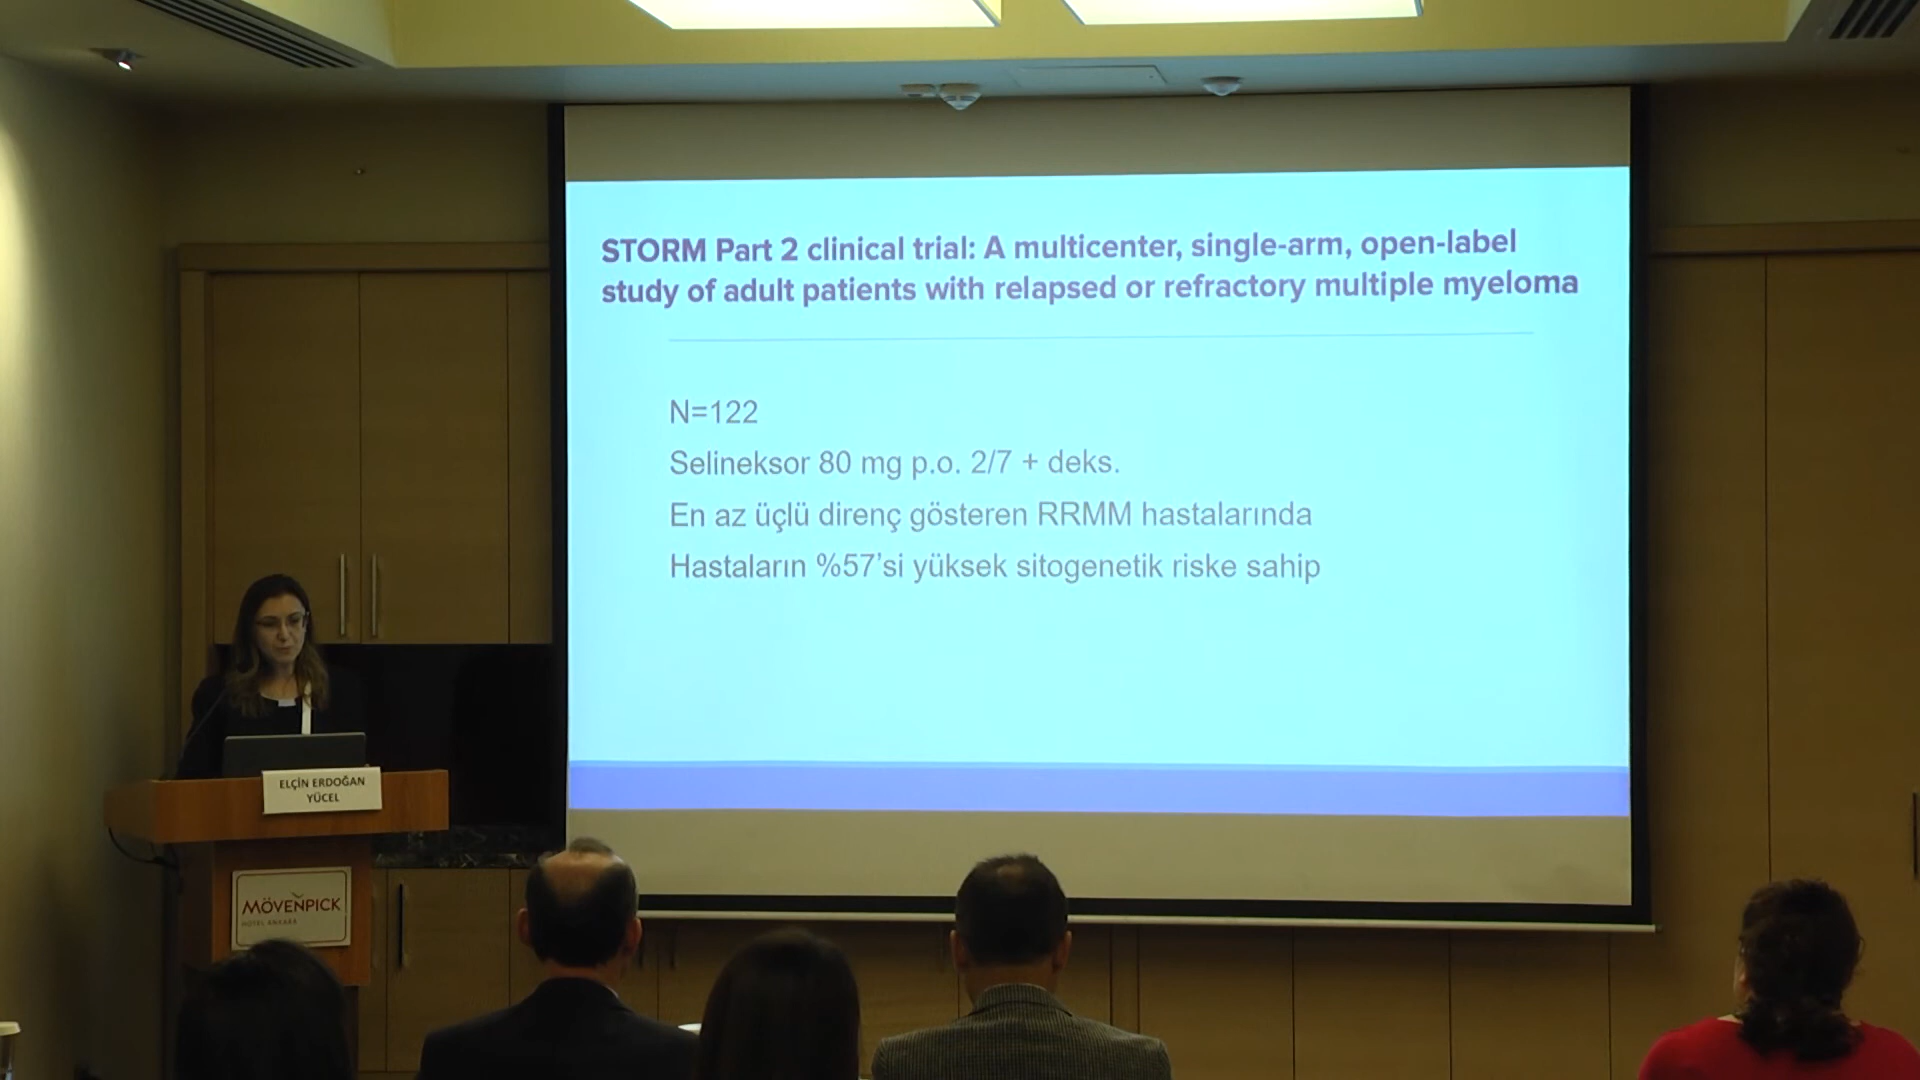 STORM Part 2 clinical trial: A multicenter, single-arm, open-label
study of adult patients with relapsed or refractory multiple myeloma
N=122
Selineksor 80 mg p.o. 2/7 + deks.
En az üçlü direnç gösteren RRMM hastalarında
Hastaların %57’si yüksek sitogenetik riske sahip
ELÇİN ERDOĞAN
YÜCEL
MÖVENPICK
HOTEL ANKARA